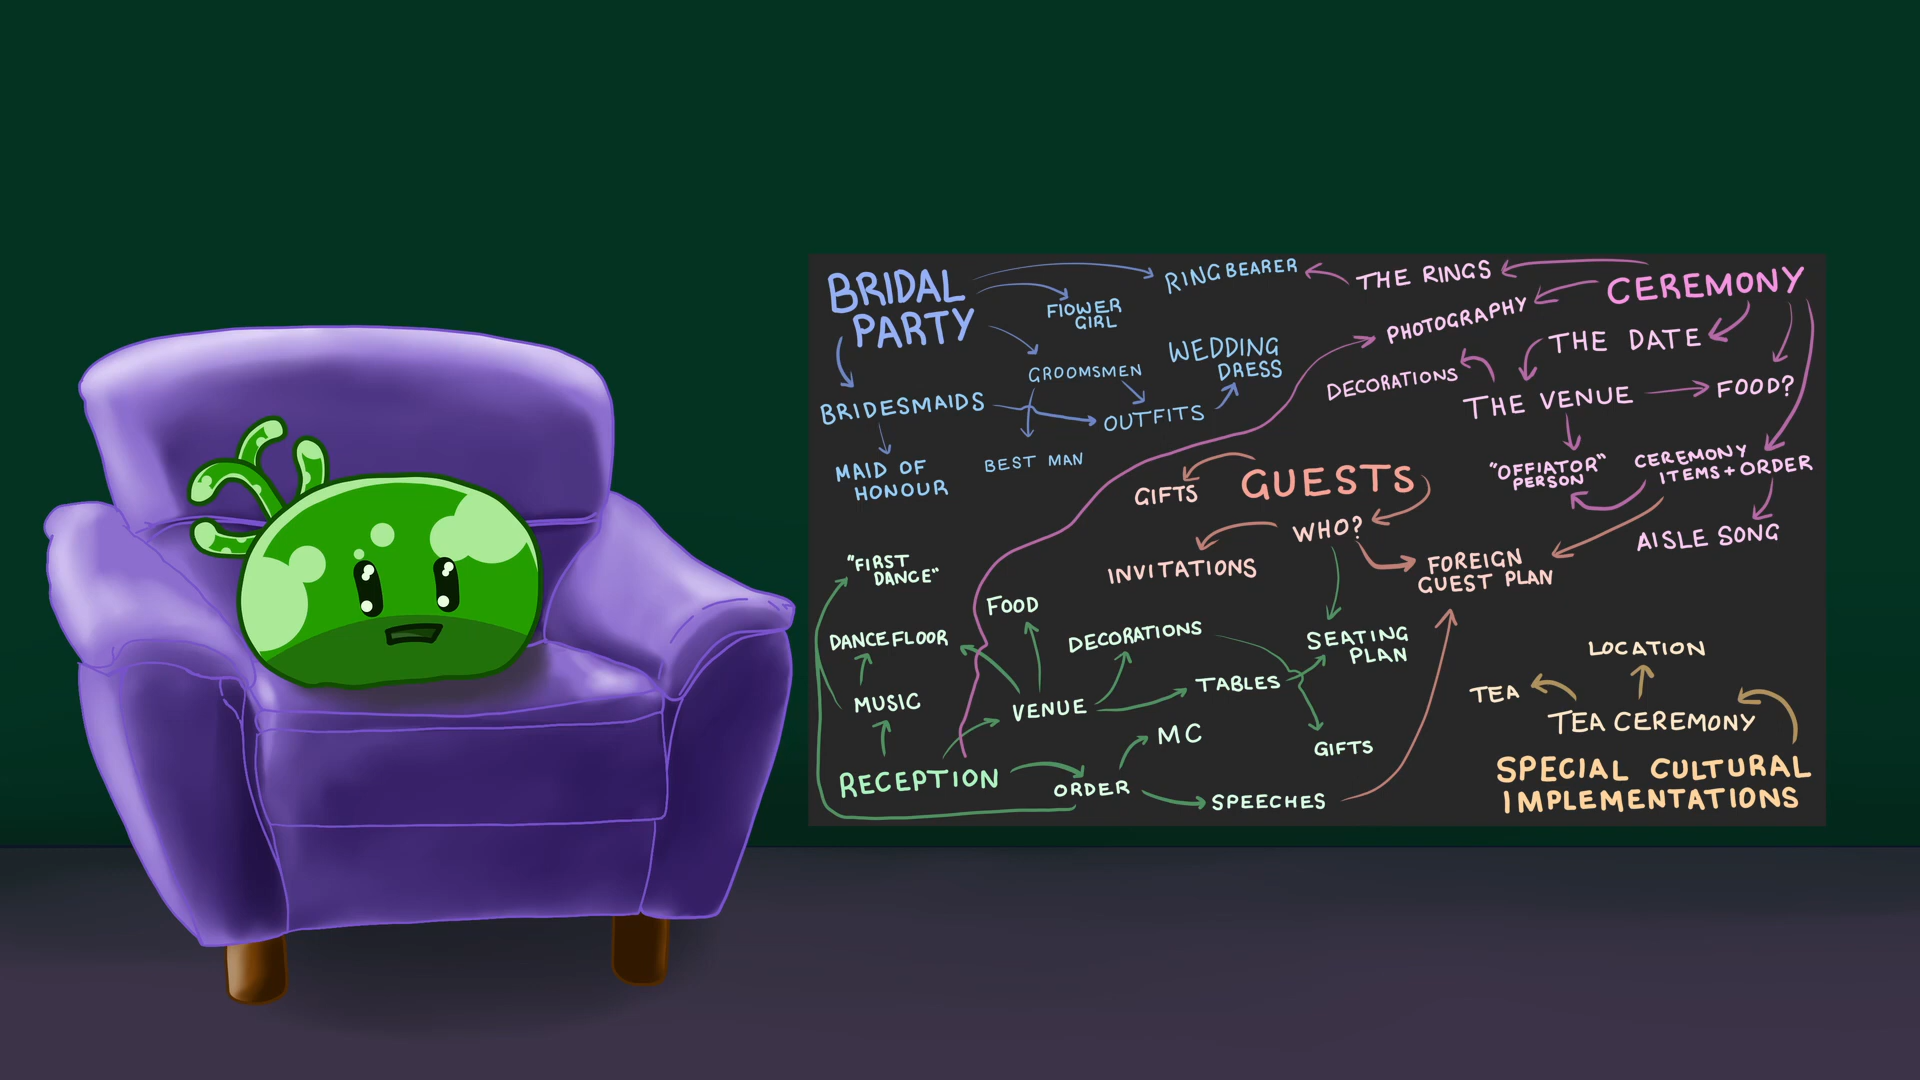 BRIDAL
PARTY
RING BEARER
FLOWER
GIRL
GROOMSMEN
WEDDING
DRESS
BRIDESMAIDS
OUTFITS
MAID OF
HONOUR
BEST MAN
THE RINGS
CEREMONY
PHOTOGRAPHY
THE DATE
DECORATIONS
THE VENUE
FOOD?
"OFFIATOR"
PERSON
CEREMONY
ITEMS + ORDER
AISLE SONG
GUESTS
GIFTS
WHO?
INVITATIONS
FOREIGN
GUEST PLAN
"FIRST
DANCE"
FOOD
DANCEFLOOR
DECORATIONS
SEATING
PLAN
MUSIC
VENUE
TABLES
MC
GIFTS
RECEPTION
ORDER
SPEECHES
LOCATION
TEA
TEA CEREMONY
SPECIAL CULTURAL
IMPLEMENTATIONS